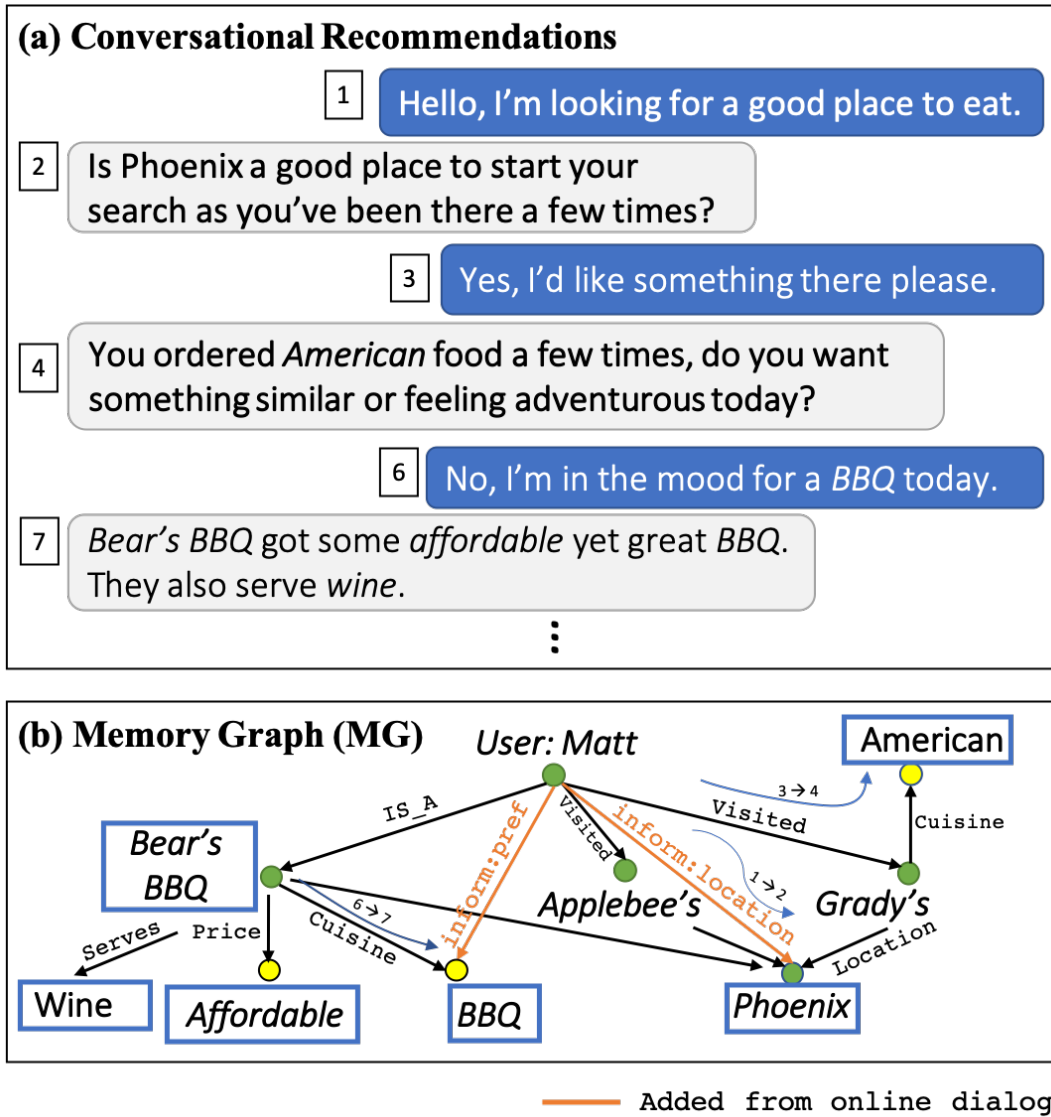 (a) Conversational Recommendations
1
Hello, I'm looking for a good place to eat.
2
Is Phoenix a good place to start your
search as you've been there a few times?
3
Yes, I'd like something there please.
4
You ordered American food a few times, do you want
something similar or feeling adventurous today?
6
No, I'm in the mood for a BBQ today.
7
Bear's BBQ got some affordable yet great BBQ.
They also serve wine.
⋮
(b) Memory Graph (MG)
User: Matt
American
3→4
IS_A
Visited
Visited
Cuisine
inform:pref
inform:location
1→2
Bear's
BBQ
6→7
Applebee's
Grady's
Serves
Price
Cuisine
Location
Wine
Affordable
BBQ
Phoenix
Added from online dialog